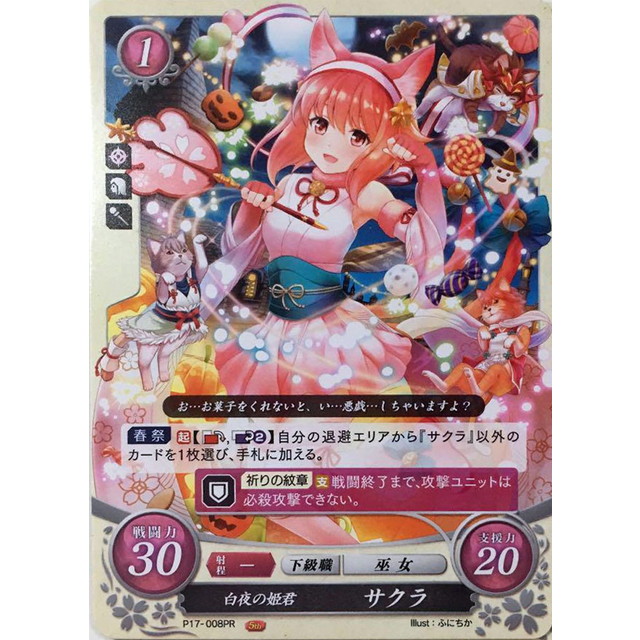 1
お…お菓子をくれないと、い…悪戯…しちゃいますよ？
春祭 起【 , 2】自分の退避エリアから『サクラ』以外の
カードを1枚選び、手札に加える。
祈りの紋章 支 戦闘終了まで、攻撃ユニットは
必殺攻撃できない。
戦闘力
30
射程 一 下級職 巫女
支援力
20
白夜の姫君 サクラ
P17-008PR
Illust：ふにちか